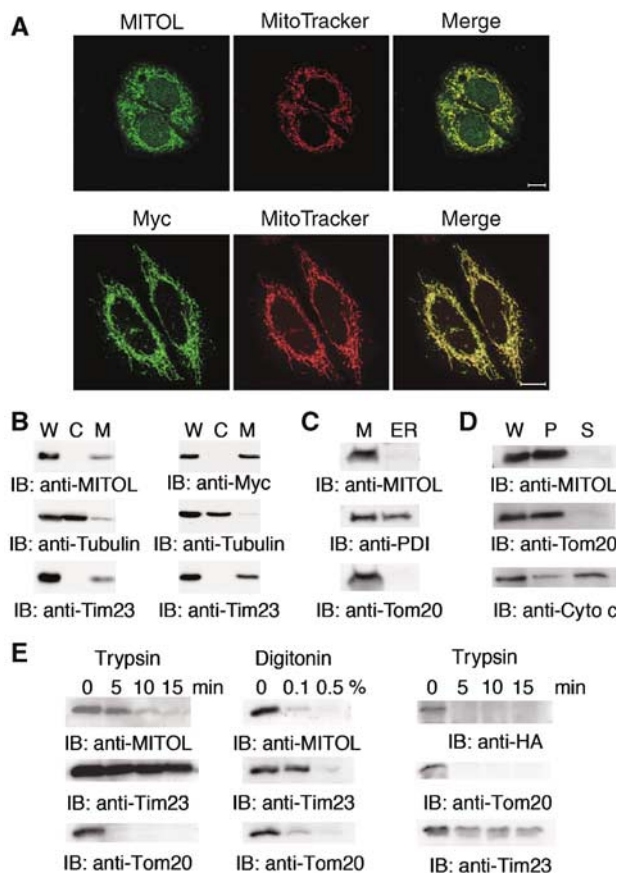 A
MITOL MitoTracker Merge
Myc MitoTracker Merge
B W C M W C M
IB: anti-MITOL IB: anti-Myc
IB: anti-Tubulin IB: anti-Tubulin
IB: anti-Tim23 IB: anti-Tim23
C M ER
IB: anti-MITOL
IB: anti-PDI
IB: anti-Tom20
D W P S
IB: anti-MITOL
IB: anti-Tom20
IB: anti-Cyto c
E
Trypsin
0 5 10 15 min
IB: anti-MITOL
IB: anti-Tim23
IB: anti-Tom20
Digitonin
0 0.1 0.5 %
IB: anti-MITOL
IB: anti-Tim23
IB: anti-Tom20
Trypsin
0 5 10 15 min
IB: anti-HA
IB: anti-Tom20
IB: anti-Tim23